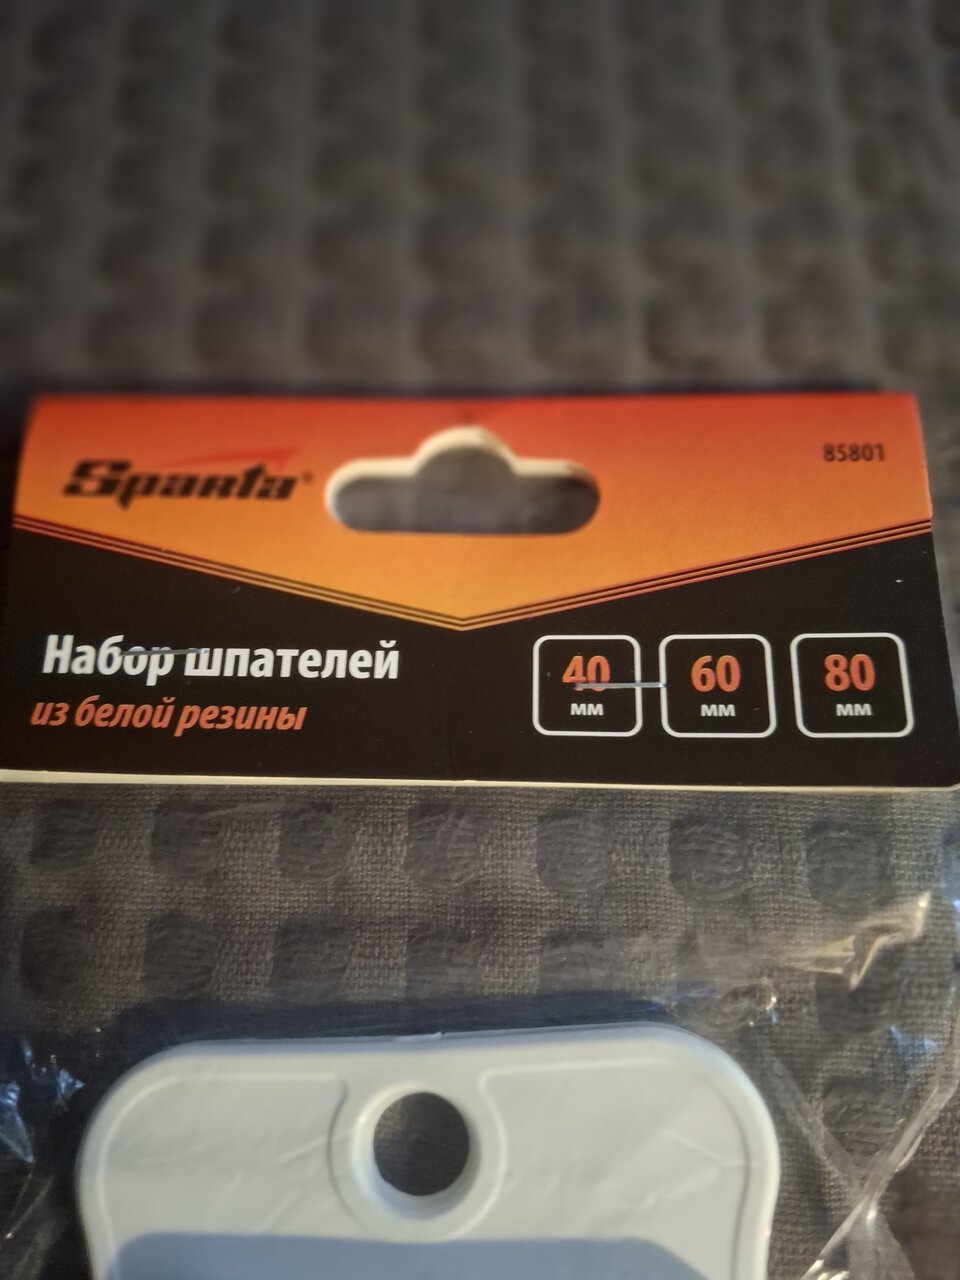 Sparta®
85801
Набор шпателей
из белой резины
40 мм
60 мм
80 мм